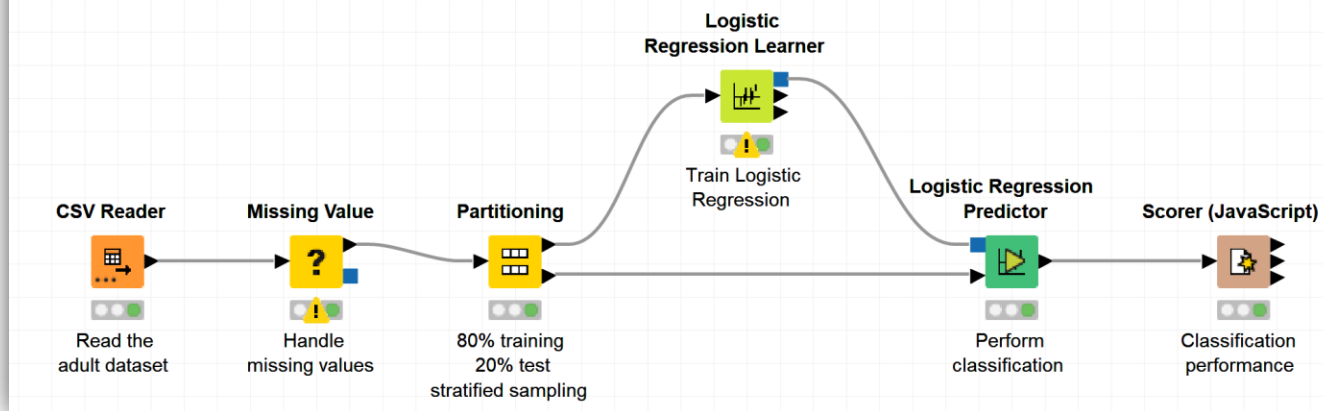 Logistic
Regression Learner
Train Logistic
Regression
CSV Reader
Read the
adult dataset
Missing Value
?
!
Handle
missing values
Partitioning
80% training
20% test
stratified sampling
!
Logistic Regression
Predictor
Perform
classification
Scorer (JavaScript)
Classification
performance